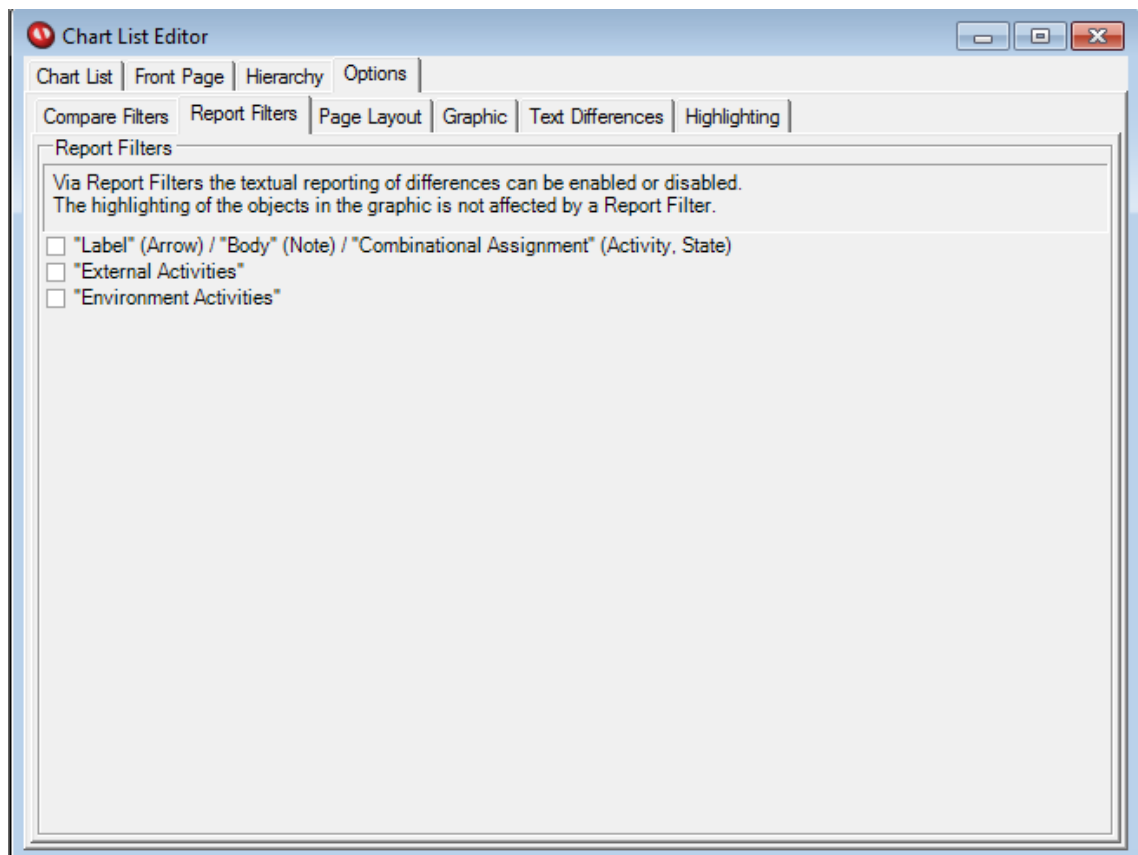 Chart List Editor
Chart List Front Page Hierarchy Options
Compare Filters Report Filters Page Layout Graphic Text Differences Highlighting
Report Filters
Via Report Filters the textual reporting of differences can be enabled or disabled.
The highlighting of the objects in the graphic is not affected by a Report Filter.
"Label" (Arrow) / "Body" (Note) / "Combinational Assignment" (Activity, State)
"External Activities"
"Environment Activities"